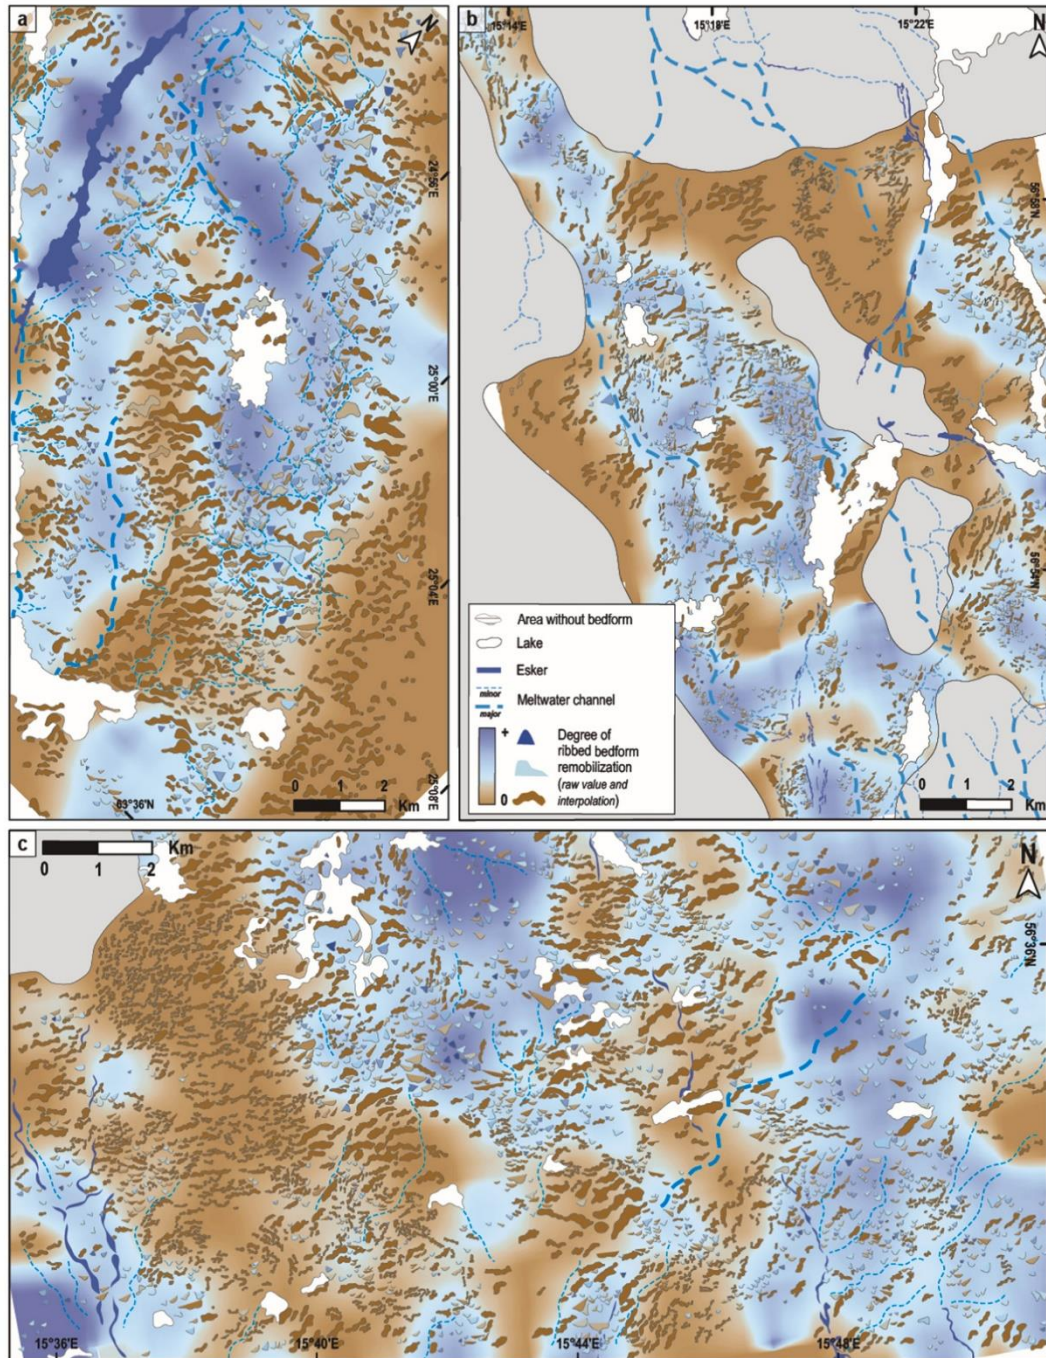 a
N
24°56'E
25°00'E
25°04'E
25°08'E
63°36'N
0 1 2 Km
b
15°14'E
15°18'E
15°22'E
N
56°58'N
56°54'N
Area without bedform
Lake
Esker
minor
Meltwater channel
major
+
0
Degree of
ribbed bedform
remobilization
(raw value and
interpolation)
0 1 2
Km
c
0 1 2
Km
N
56°36'N
15°36'E
15°40'E
15°44'E
15°48'E